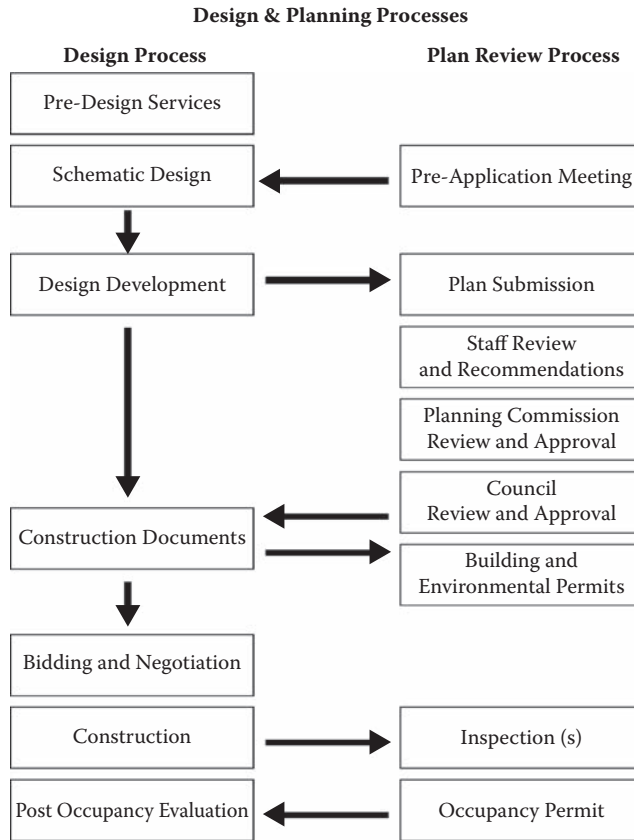 Design & Planning Processes
Design Process
Plan Review Process
Pre-Design Services
Schematic Design
Pre-Application Meeting
Design Development
Plan Submission
Staff Review
and Recommendations
Planning Commission
Review and Approval
Council
Review and Approval
Construction Documents
Building and
Environmental Permits
Bidding and Negotiation
Construction
Inspection (s)
Post Occupancy Evaluation
Occupancy Permit